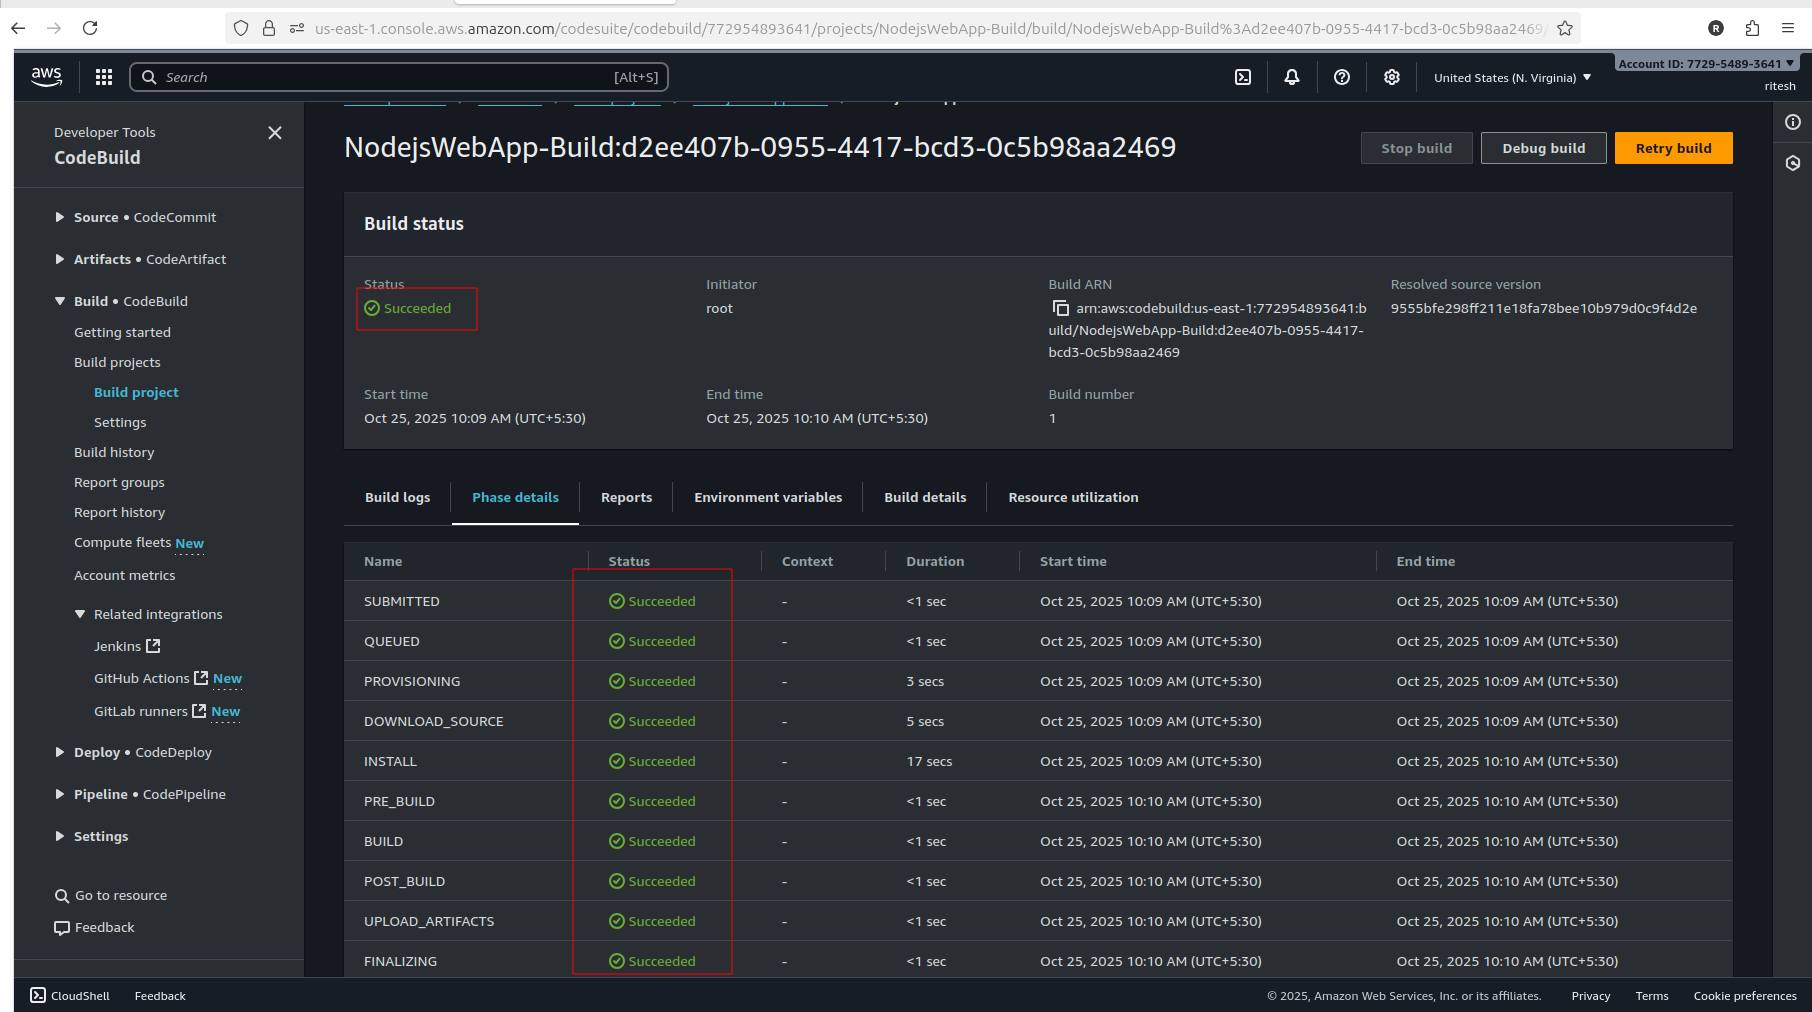 us-east-1.console.aws.amazon.com/codesuite/codebuild/772954893641/projects/NodejsWebApp-Build/build/NodejsWebApp-Build%3Ad2ee407b-0955-4417-bcd3-0c5b98aa2469/
R
aws
Search
[Alt+S]
United States (N. Virginia)
Account ID: 7729-5489-3641
ritesh
Developer Tools
CodeBuild
Source • CodeCommit
Artifacts • CodeArtifact
Build • CodeBuild
Getting started
Build projects
Build project
Settings
Build history
Report groups
Report history
Compute fleets New
Account metrics
Related integrations
Jenkins
GitHub Actions New
GitLab runners New
Deploy • CodeDeploy
Pipeline • CodePipeline
Settings
Go to resource
Feedback
NodejsWebApp-Build:d2ee407b-0955-4417-bcd3-0c5b98aa2469
Stop build
Debug build
Retry build
Build status
Status
Succeeded
Initiator
root
Build ARN
arn:aws:codebuild:us-east-1:772954893641:b
uild/NodejsWebApp-Build:d2ee407b-0955-4417-
bcd3-0c5b98aa2469
Resolved source version
9555bfe298ff211e18fa78bee10b979d0c9f4d2e
Start time
Oct 25, 2025 10:09 AM (UTC+5:30)
End time
Oct 25, 2025 10:10 AM (UTC+5:30)
Build number
1
Build logs
Phase details
Reports
Environment variables
Build details
Resource utilization
Name Status Context Duration Start time End time
SUBMITTED Succeeded - <1 sec Oct 25, 2025 10:09 AM (UTC+5:30) Oct 25, 2025 10:09 AM (UTC+5:30)
QUEUED Succeeded - <1 sec Oct 25, 2025 10:09 AM (UTC+5:30) Oct 25, 2025 10:09 AM (UTC+5:30)
PROVISIONING Succeeded - 3 secs Oct 25, 2025 10:09 AM (UTC+5:30) Oct 25, 2025 10:09 AM (UTC+5:30)
DOWNLOAD_SOURCE Succeeded - 5 secs Oct 25, 2025 10:09 AM (UTC+5:30) Oct 25, 2025 10:09 AM (UTC+5:30)
INSTALL Succeeded - 17 secs Oct 25, 2025 10:09 AM (UTC+5:30) Oct 25, 2025 10:10 AM (UTC+5:30)
PRE_BUILD Succeeded - <1 sec Oct 25, 2025 10:10 AM (UTC+5:30) Oct 25, 2025 10:10 AM (UTC+5:30)
BUILD Succeeded - <1 sec Oct 25, 2025 10:10 AM (UTC+5:30) Oct 25, 2025 10:10 AM (UTC+5:30)
POST_BUILD Succeeded - <1 sec Oct 25, 2025 10:10 AM (UTC+5:30) Oct 25, 2025 10:10 AM (UTC+5:30)
UPLOAD_ARTIFACTS Succeeded - <1 sec Oct 25, 2025 10:10 AM (UTC+5:30) Oct 25, 2025 10:10 AM (UTC+5:30)
FINALIZING Succeeded - <1 sec Oct 25, 2025 10:10 AM (UTC+5:30) Oct 25, 2025 10:10 AM (UTC+5:30)
CloudShell
Feedback
© 2025, Amazon Web Services, Inc. or its affiliates.
Privacy
Terms
Cookie preferences